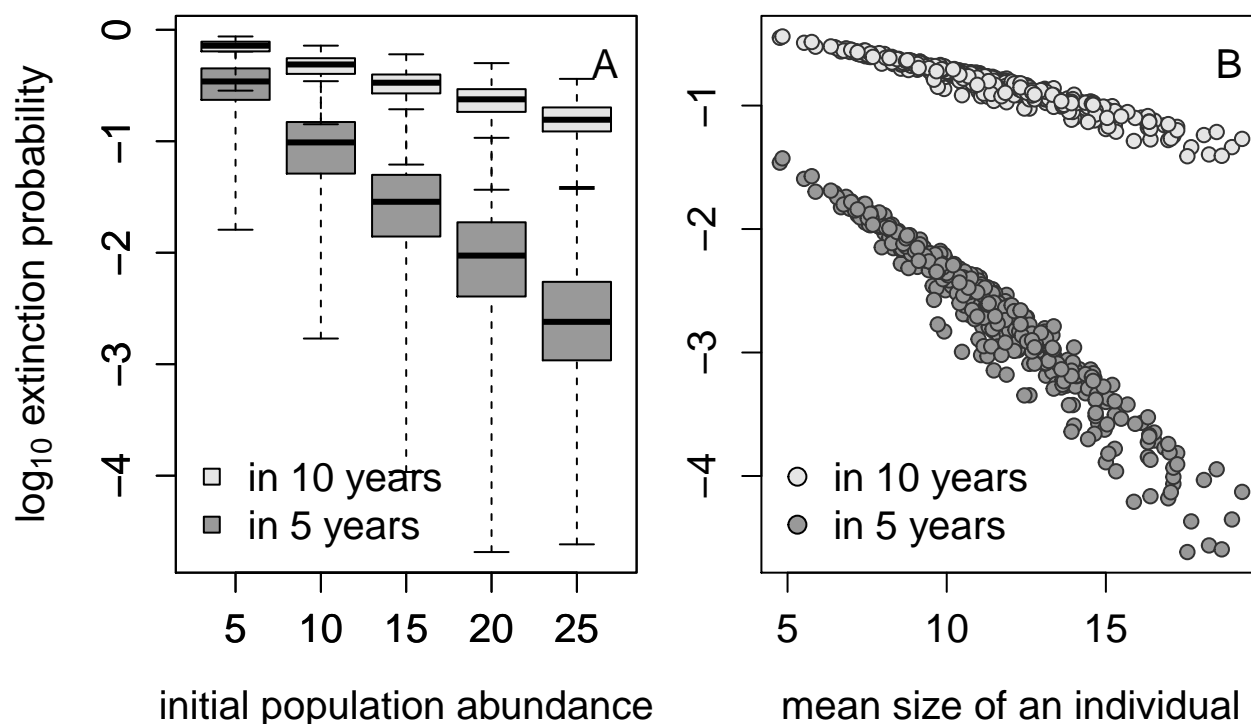 log10 extinction probability
0
−1
−2
−3
−4
A
in 10 years
in 5 years
5 10 15 20 25
initial population abundance
−1
−2
−3
−4
B
in 10 years
in 5 years
5 10 15
mean size of an individual